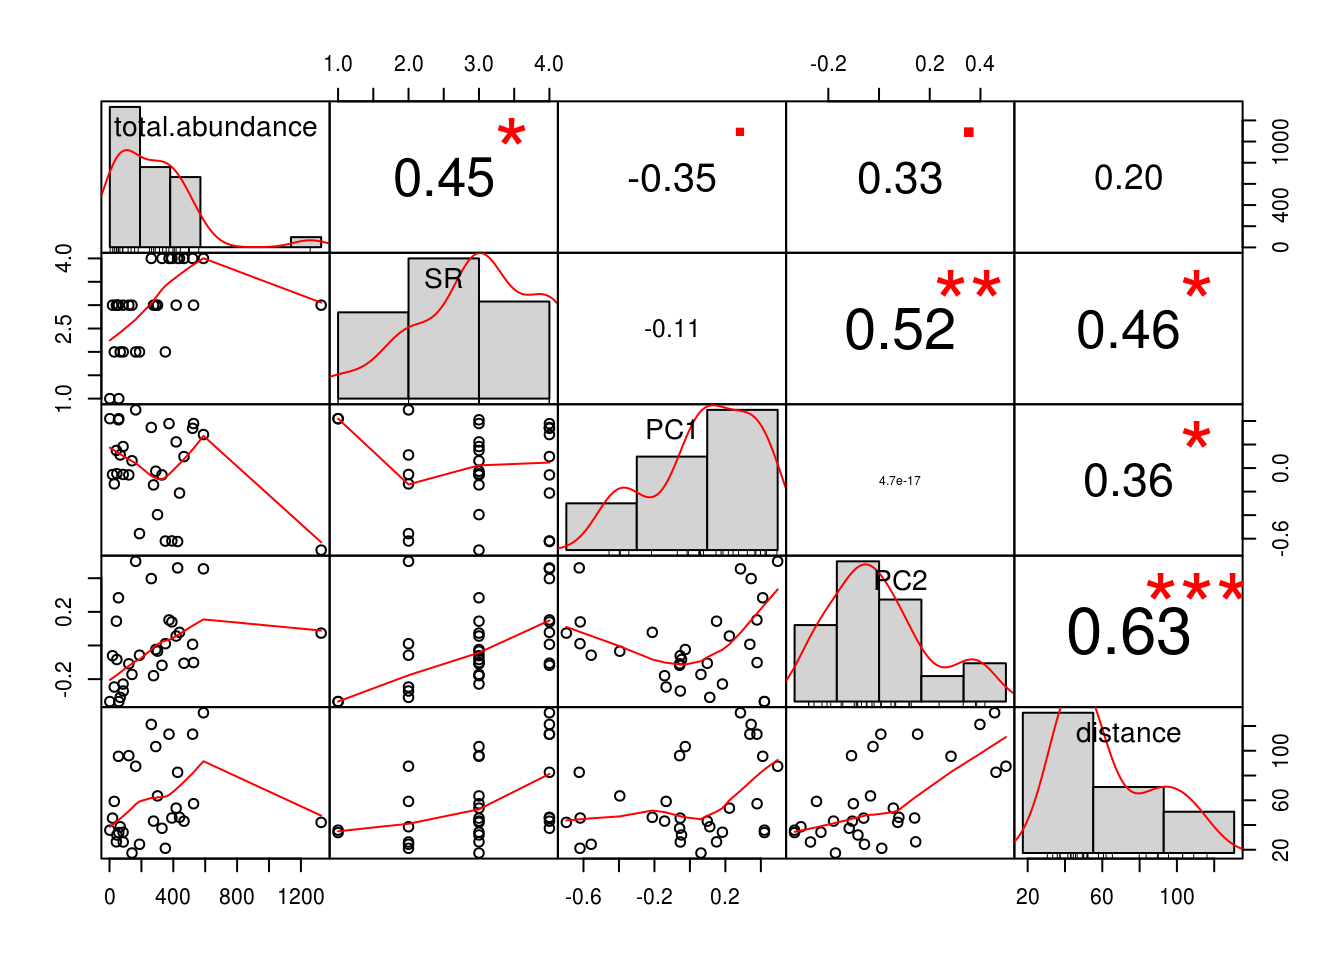 1.0 2.0 3.0 4.0 -0.2 0.2 0.4
total.abundance 0.45 * -0.35 . 0.33 . 0.20 0 400 1000
1.0 2.5 4.0 SR -0.11 0.52 ** 0.46 *
PC1 4.7e-17 0.36 * -0.6 0.0
-0.2 0.2 PC2 0.63 ***
distance 20 60 100
0 400 800 1200 -0.6 -0.2 0.2 20 60 100